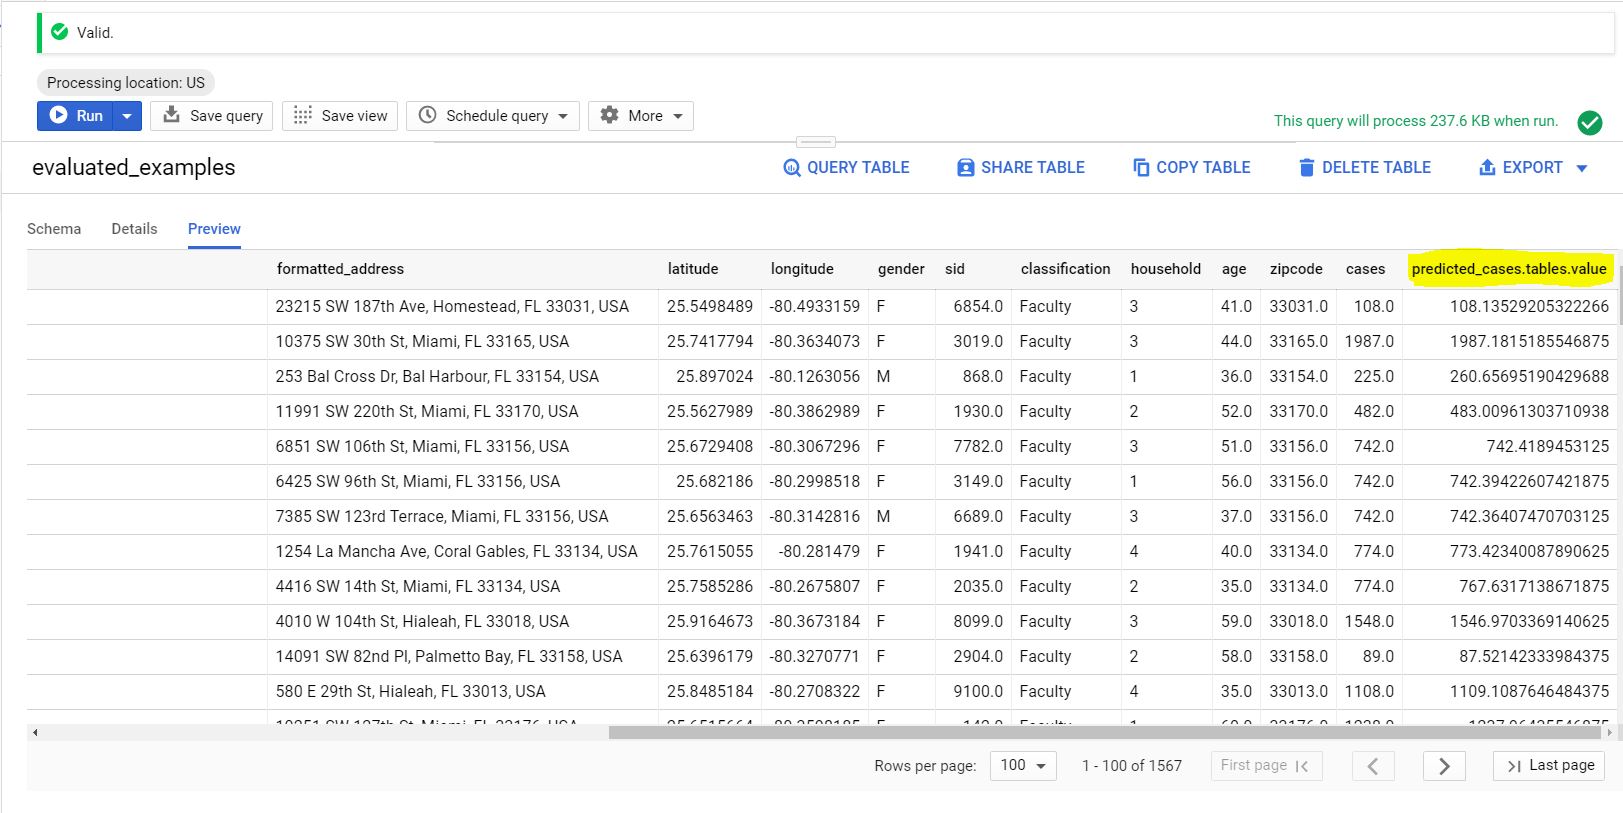 Valid.
Processing location: US
Run Save query Save view Schedule query More
This query will process 237.6 KB when run.
evaluated_examples QUERY TABLE SHARE TABLE COPY TABLE DELETE TABLE EXPORT
Schema Details Preview
formatted_address latitude longitude gender sid classification household age zipcode cases predicted_cases.tables.value
23215 SW 187th Ave, Homestead, FL 33031, USA 25.5498489 -80.4933159 F 6854.0 Faculty 3 41.0 33031.0 108.0 108.13529205322266
10375 SW 30th St, Miami, FL 33165, USA 25.7417794 -80.3634073 F 3019.0 Faculty 3 44.0 33165.0 1987.0 1987.1815185546875
253 Bal Cross Dr, Bal Harbour, FL 33154, USA 25.897024 -80.1263056 M 868.0 Faculty 1 36.0 33154.0 225.0 260.65695190429688
11991 SW 220th St, Miami, FL 33170, USA 25.5627989 -80.3862989 F 1930.0 Faculty 2 52.0 33170.0 482.0 483.00961303710938
6851 SW 106th St, Miami, FL 33156, USA 25.6729408 -80.3067296 F 7782.0 Faculty 3 51.0 33156.0 742.0 742.4189453125
6425 SW 96th St, Miami, FL 33156, USA 25.682186 -80.2998518 F 3149.0 Faculty 1 56.0 33156.0 742.0 742.39422607421875
7385 SW 123rd Terrace, Miami, FL 33156, USA 25.6563463 -80.3142816 M 6689.0 Faculty 3 37.0 33156.0 742.0 742.36407470703125
1254 La Mancha Ave, Coral Gables, FL 33134, USA 25.7615055 -80.281479 F 1941.0 Faculty 4 40.0 33134.0 774.0 773.42340087890625
4416 SW 14th St, Miami, FL 33134, USA 25.7585286 -80.2675807 F 2035.0 Faculty 2 35.0 33134.0 774.0 767.6317138671875
4010 W 104th St, Hialeah, FL 33018, USA 25.9164673 -80.3673184 F 8099.0 Faculty 3 59.0 33018.0 1548.0 1546.9703369140625
14091 SW 82nd Pl, Palmetto Bay, FL 33158, USA 25.6396179 -80.3270771 F 2904.0 Faculty 2 58.0 33158.0 89.0 87.52142333984375
580 E 29th St, Hialeah, FL 33013, USA 25.8485184 -80.2708322 F 9100.0 Faculty 4 35.0 33013.0 1108.0 1109.1087646484375
Rows per page: 100 1 - 100 of 1567 First page Last page